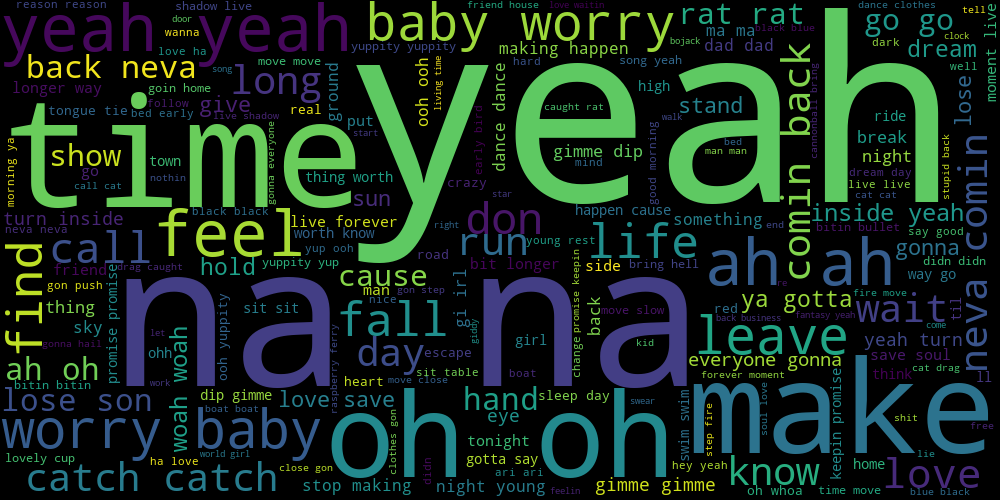 reason reason
shadow live
friend house
love waitin
dance clothes
tell
yeah yeah
door
wanna
baby worry
rat rat
go go
clock
moment live
yuppity yuppity
love ha
making happen
ma ma
black blue
bojack
dark
dream
back neva
move move
song
ooh ooh
living time
hard
song yeah
dad dad
well
longer way
goin home
long
ground
yeah
high
comin back
lose
tongue tie
bed early
follow
give
live shadow
real
put
start
early bird
dance dance
caught rat
stand
walk
cannonball bring
ride
break
time
morning ya
show
town
gonna everyone
thing worth
mind
gimme dip
good morning
bed
man man
night
stupid back
go
call cat
nothin
sun
crazy
star
dream day
live live
cat cat
turn inside
neva neva
black black
live forever
worth know
feel
don
happen cause
something
end
inside yeah
bitin bullet
say good
neva comin
call
yup ooh
road
right
run
young rest
life
gonna
didn didn
friend
drag caught
hold
yuppity yup
cause
bit longer
side
bring hell
ah ah
re
way go
find
gon push
thing
sky
promise promise
na na
man
nice
gon step
gi irl
back
change
promise keepin
red
ya gotta
fire move
fantasy yeah
wait
til
sit sit
ooh yuppity
fall
giddy
move slow
back business
come
gonna hail
let
ohh
woah woah
day
escape
girl
kid
leave
yeah turn
ah oh
work
raspberry ferry
sit table
boat
everyone gonna
save soul
cat drag
bitin bitin
heart
move close
forever moment
think
ll
lose son
dip gimme
love save
hand
sleep day
make
boat boat
oh oh
eye
swear
swim swim
step fire
soul love
keepin promise
shit
free
worry baby
world girl
clothes gon
tonight
lie
lovely cup
ha love
close gon
didn
gotta say
hey yeah
know
home
love
catch catch
stop making
night young
ari ari
feelin
gimme gimme
oh whoa
time move
blue black